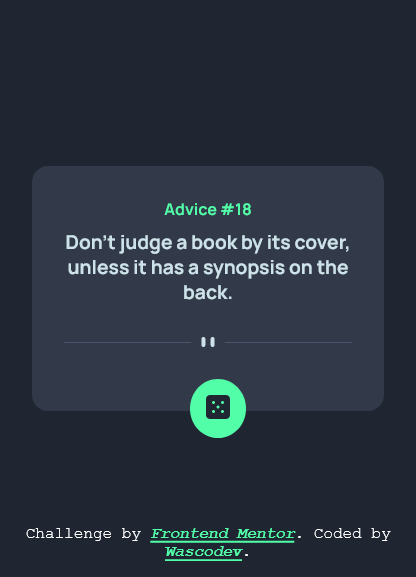 Advice #18
Don’t judge a book by its cover,
unless it has a synopsis on the
back.
Challenge by Frontend Mentor. Coded by
Wascodev.